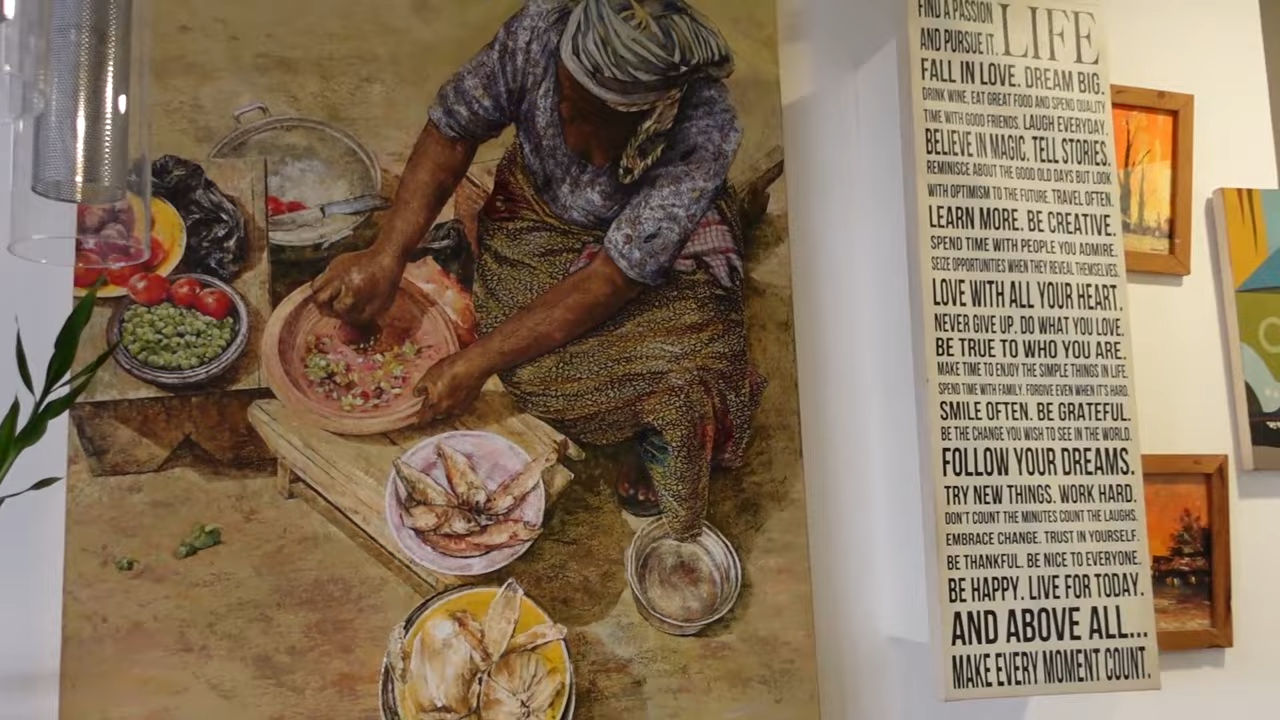 FIND A PASSION
AND PURSUE IT.
LIFE
FALL IN LOVE. DREAM BIG.
DRINK WINE, EAT GREAT FOOD AND SPEND QUALITY
TIME WITH GOOD FRIENDS. LAUGH EVERYDAY.
BELIEVE IN MAGIC. TELL STORIES.
REMINISCE ABOUT THE GOOD OLD DAYS BUT LOOK
WITH OPTIMISM TO THE FUTURE. TRAVEL OFTEN.
LEARN MORE. BE CREATIVE.
SPEND TIME WITH PEOPLE YOU ADMIRE.
SEIZE OPPORTUNITIES WHEN THEY REVEAL THEMSELVES.
LOVE WITH ALL YOUR HEART.
NEVER GIVE UP. DO WHAT YOU LOVE.
BE TRUE TO WHO YOU ARE.
MAKE TIME TO ENJOY THE SIMPLE THINGS IN LIFE.
SPEND TIME WITH FAMILY. FORGIVE EVEN WHEN IT'S HARD.
SMILE OFTEN. BE GRATEFUL.
BE THE CHANGE YOU WISH TO SEE IN THE WORLD.
FOLLOW YOUR DREAMS.
TRY NEW THINGS. WORK HARD.
DON'T COUNT THE MINUTES COUNT THE LAUGHS.
EMBRACE CHANGE. TRUST IN YOURSELF.
BE THANKFUL. BE NICE TO EVERYONE.
BE HAPPY. LIVE FOR TODAY.
AND ABOVE ALL...
MAKE EVERY MOMENT COUNT.